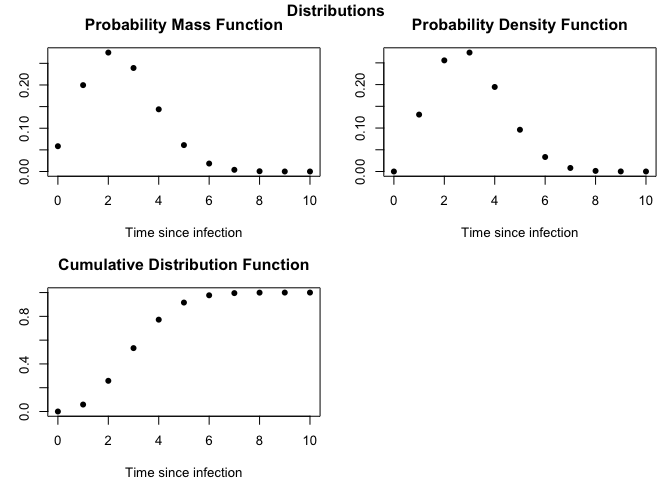 Distributions
Probability Mass Function
0.00 0.10 0.20
0 2 4 6 8 10
Time since infection
Probability Density Function
0.00 0.10 0.20
0 2 4 6 8 10
Time since infection
Cumulative Distribution Function
0.0 0.4 0.8
0 2 4 6 8 10
Time since infection